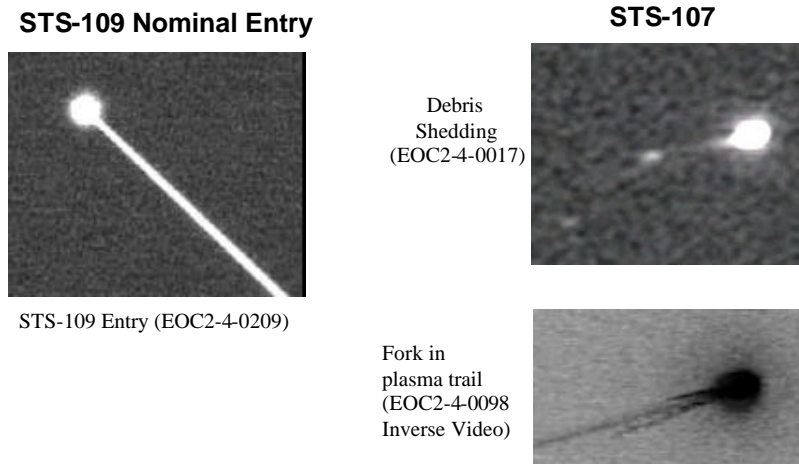 STS-109 Nominal Entry
STS-109 Entry (EOC2-4-0209)
STS-107
Debris
Shedding
(EOC2-4-0017)
Fork in
plasma trail
(EOC2-4-0098
Inverse Video)